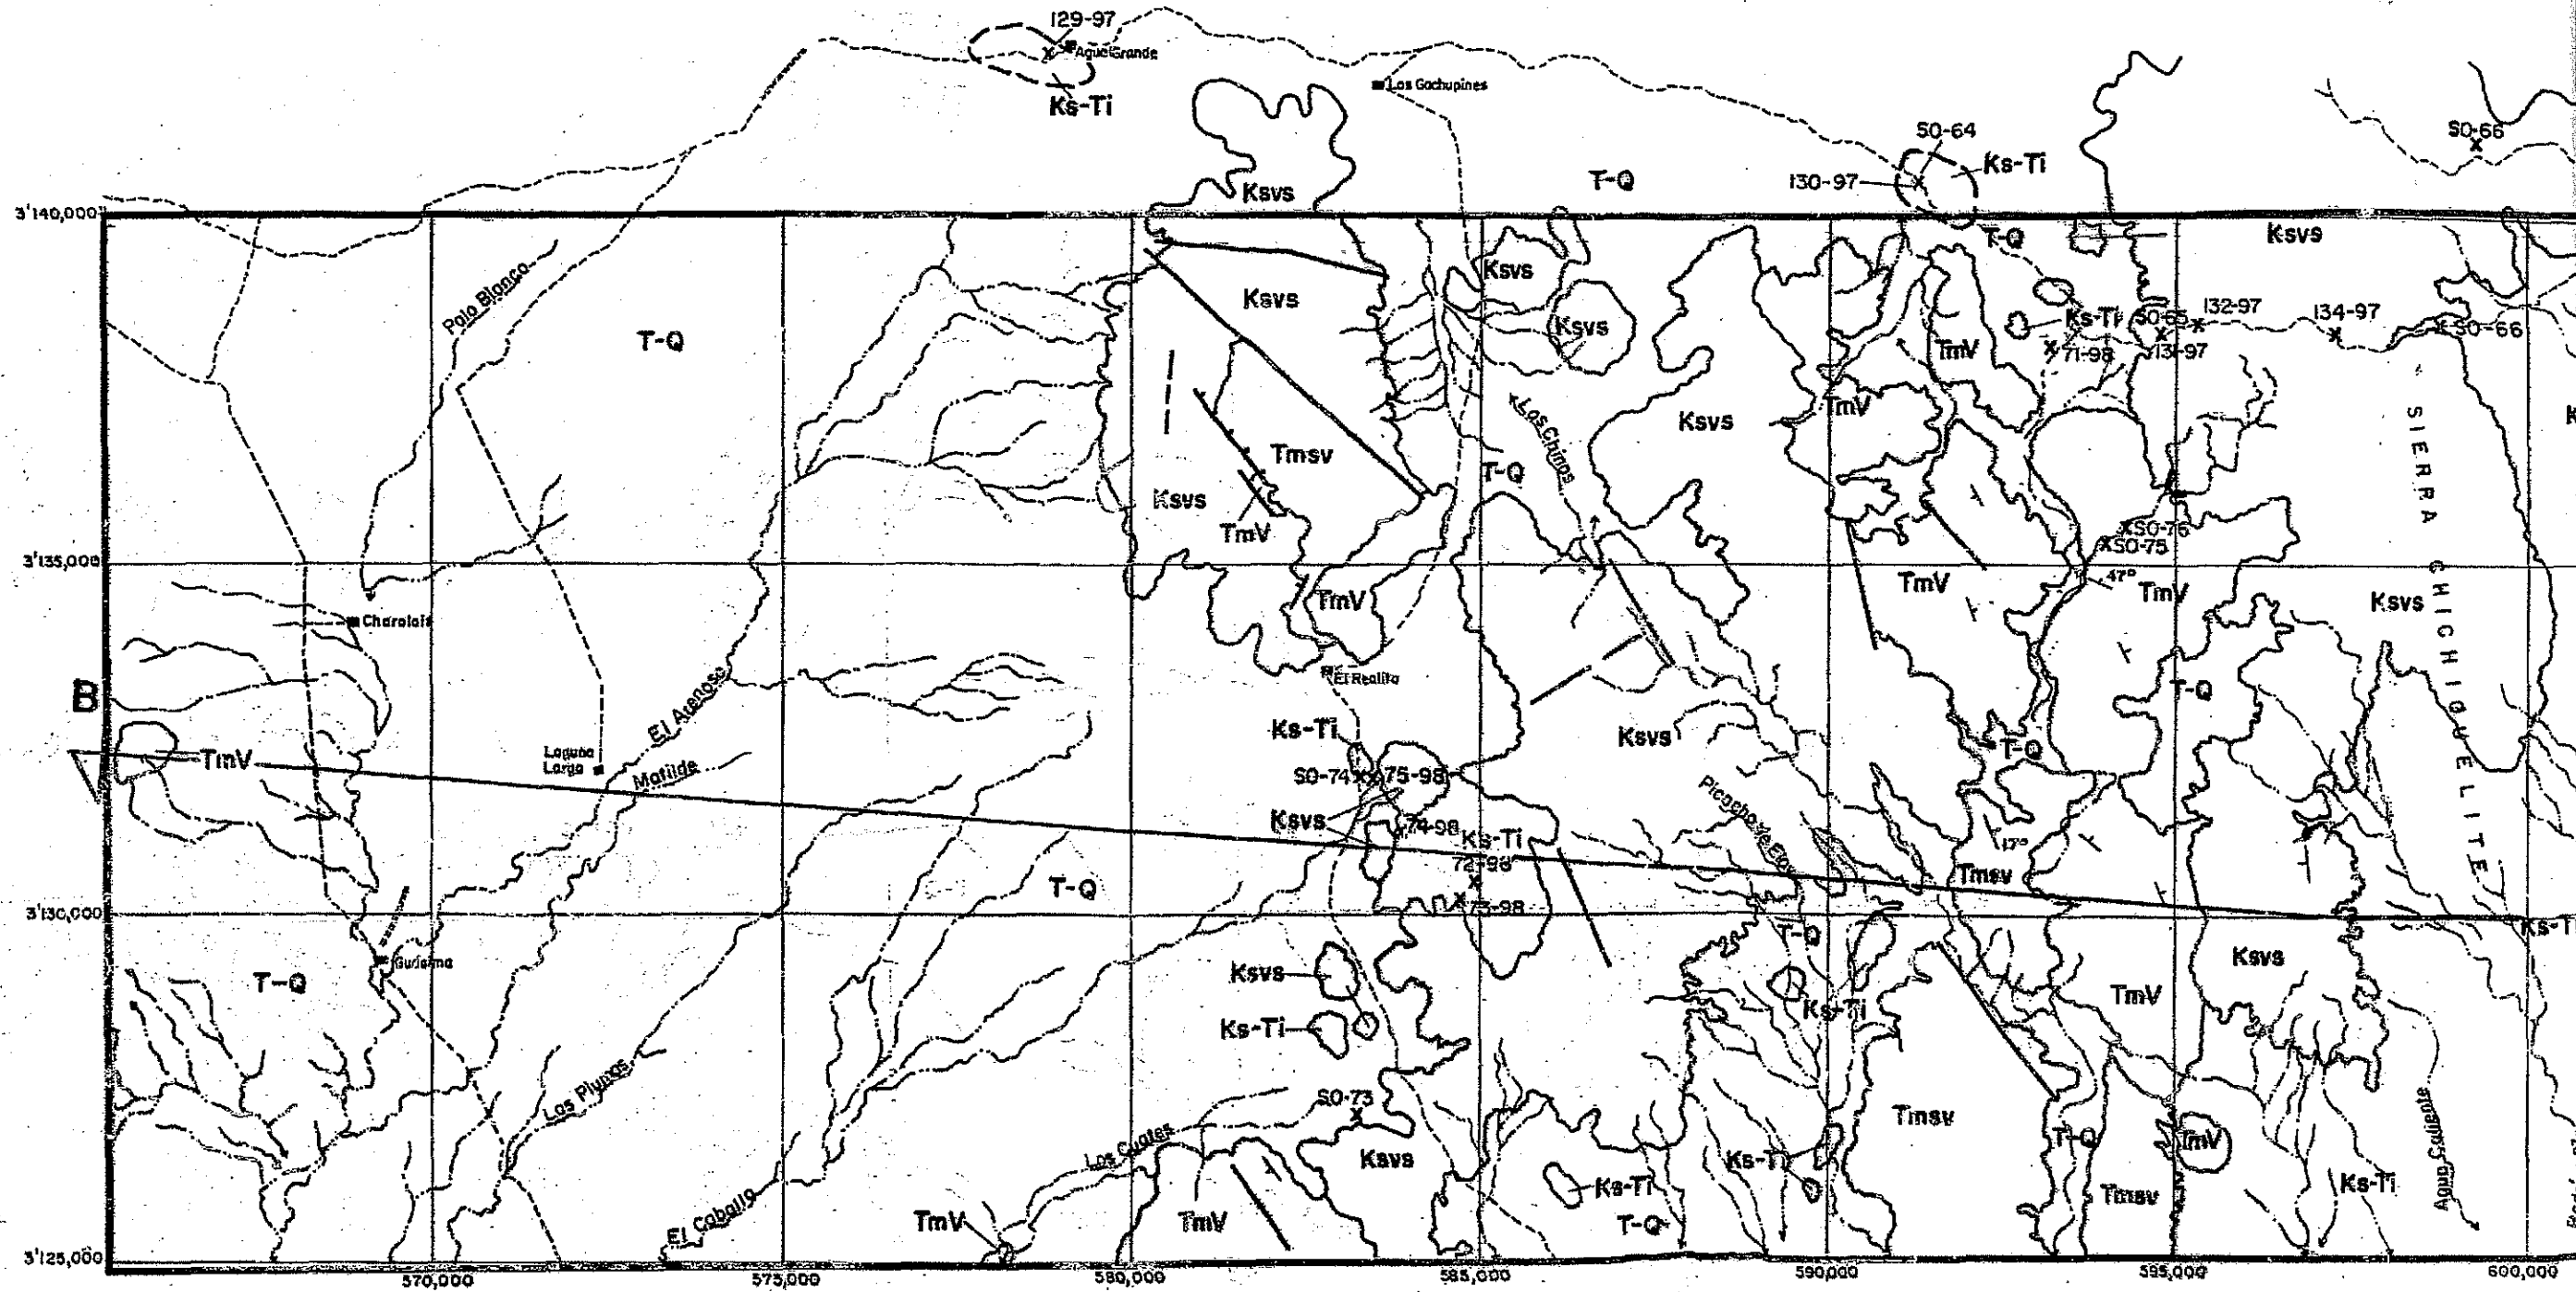 129-97
Aguaje Grande
Ks-Ti
Los Gachupines
SO-64
Ks-Ti
SO-66
130-97
T-Q
Ksvs
3'140,000
T-Q
Ksvs
Palo Blanco
Ksvs
Ksvs
T-Q
Ksvs
Ks-Ti
SO-65
132-97
134-97
SO-66
TmV
71-98
131-97
TmV
Ksvs
Los Chinos
Tmsv
T-Q
Ksvs
TmV
SIERRA CHIHUELITE
SO-76
SO-75
3'135,000
47°
TmV
TmV
TmV
Ksvs
Charolais
El Realito
T-Q
B
El Arenoso
Ks-Ti
Ksvs
T-Q
TmV
Laguna
Larga
Matilde
SO-74
75-98
Picacho
Ksvs
74-98
Ks-Ti
17°
72-98
Tmsv
T-Q
73-98
3'130,000
T-Q
Ks-Ti
Ksvs
T-Q
Ksvs
TmV
Ks-Ti
Ks-Ti
Las Plumas
SO-73
Tmsv
Los Cuates
Ksvs
Ks-Ti
T-Q
TmV
Agua Caliente
Ks-Ti
Tmsv
Ks-Ti
El Caballo
TmV
TmV
T-Q
3'125,000
570,000
575,000
580,000
585,000
590,000
595,000
600,000